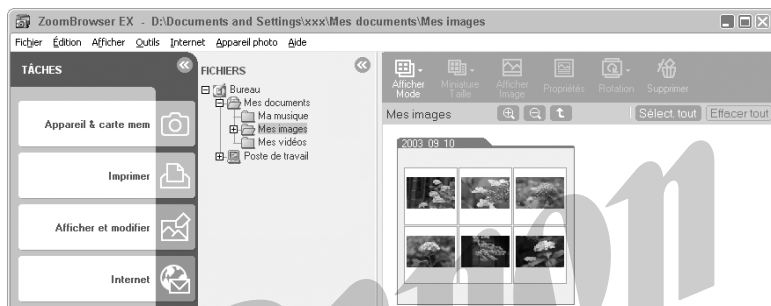 ZoomBrowser EX - D:\Documents and Settings\xxx\Mes documents\Mes images
Fichier Édition Afficher Outils Internet Appareil photo Aide
TÂCHES
Appareil & carte mem
Imprimer
Afficher et modifier
Internet
FICHIERS
Bureau
Mes documents
Ma musique
Mes images
Mes vidéos
Poste de travail
Afficher Mode
Miniature Taille
Afficher Image
Propriétés
Rotation
Supprimer
Mes images
Sélect. tout
Effacer tout
2003_09_10